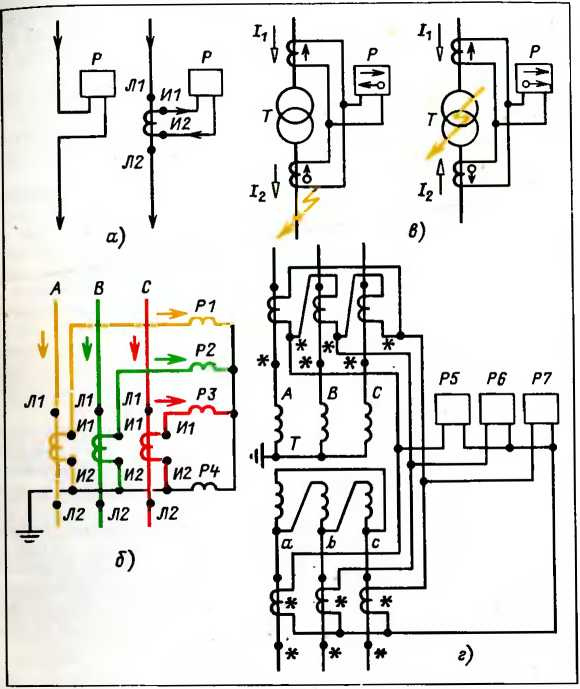 P
P
Л1
И1
И2
Л2
а)
I₁
P
T
I₂
I₁
P
T
I₂
в)
A B C
P1
P2
P3
P4
Л1 Л1 Л1
И1 И1 И1
И2 И2 И2
Л2 Л2 Л2
б)
* * * *
* *
A B C
T
P5 P6 P7
a b c
* * *
* * *
г)